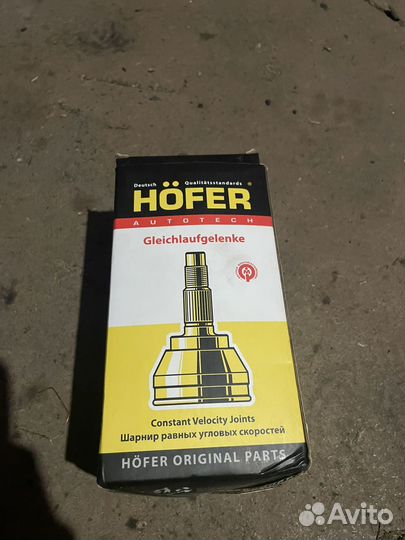 Deutsch Qualitätsstandards ®
HÖFER
AUTOTECH
Gleichlaufgelenke
Constant Velocity Joints
Шарнир равных угловых скоростей
HÖFER ORIGINAL PARTS
Avito